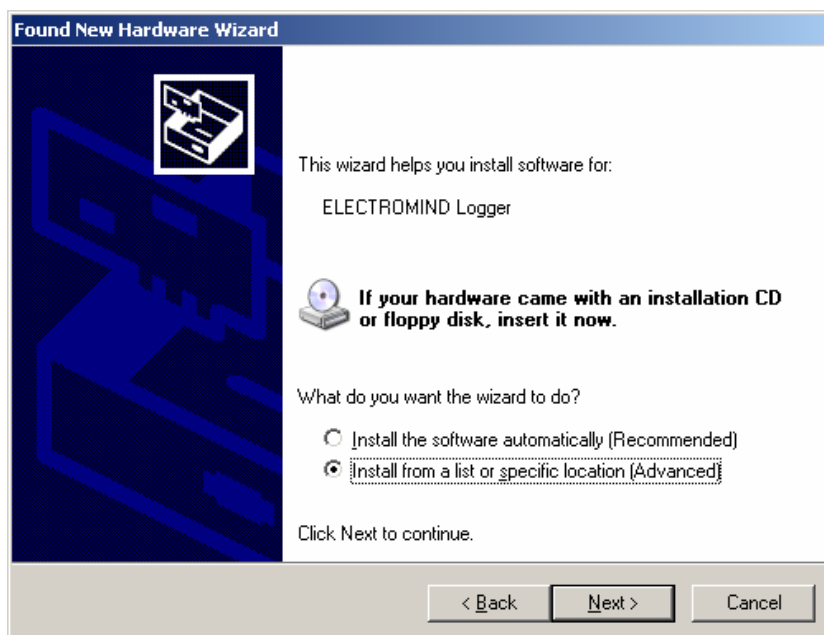 Found New Hardware Wizard
This wizard helps you install software for:
ELECTROMIND Logger
If your hardware came with an installation CD
or floppy disk, insert it now.
What do you want the wizard to do?
Install the software automatically (Recommended)
Install from a list or specific location (Advanced)
Click Next to continue.
< Back Next > Cancel